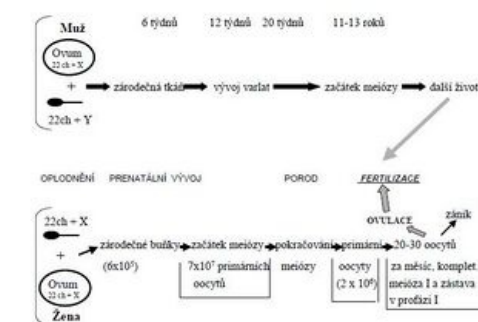 Muž
6 týdnů 12 týdnů 20 týdnů 11-13 roků
Ovum
22 ch + X
+
zárodečná tkáň vývoj varlat začátek meiózy další život
22ch + Y
OPLODNĚNÍ PRENATÁLNÍ VÝVOJ POROD FERTILIZACE
22ch + X
OVULACE
zánik
+
zárodečné buňky začátek meiózy pokračování primární 20-30 oocytů
(6x10⁵) 7x10⁷ primárních meiózy oocyty za měsíc, komplet.
oocytů (2 x 10⁶) meióza I a zástava
v profázi I
Ovum
22 ch + X
Žena